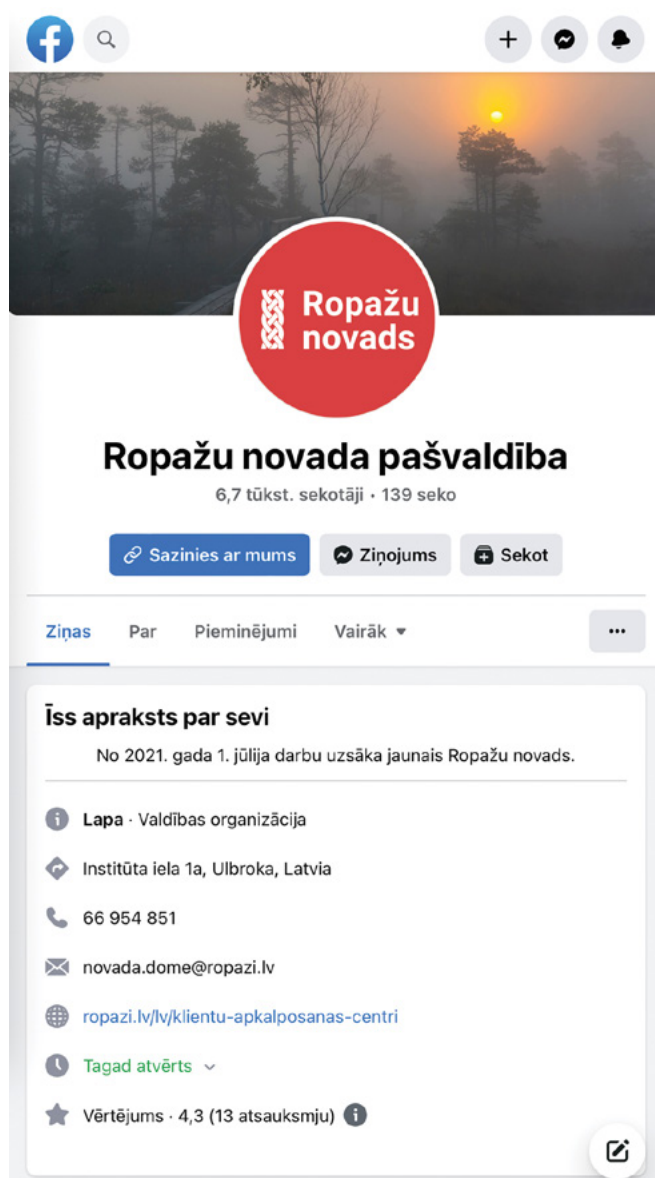 Ropažu
novads
Ropažu novada pašvaldība
6,7 tūkst. sekotāji · 139 seko
Sazinies ar mums Ziņojums Sekot
Ziņas Par Pieminējumi Vairāk
Īss apraksts par sevi
No 2021. gada 1. jūlija darbu uzsāka jaunais Ropažu novads.
Lapa · Valdības organizācija
Institūta iela 1a, Ulbroka, Latvia
66 954 851
novada.dome@ropazi.lv
ropazi.lv/lv/klientu-apkalposanas-centri
Tagad atvērts
Vērtējums · 4,3 (13 atsauksmju)